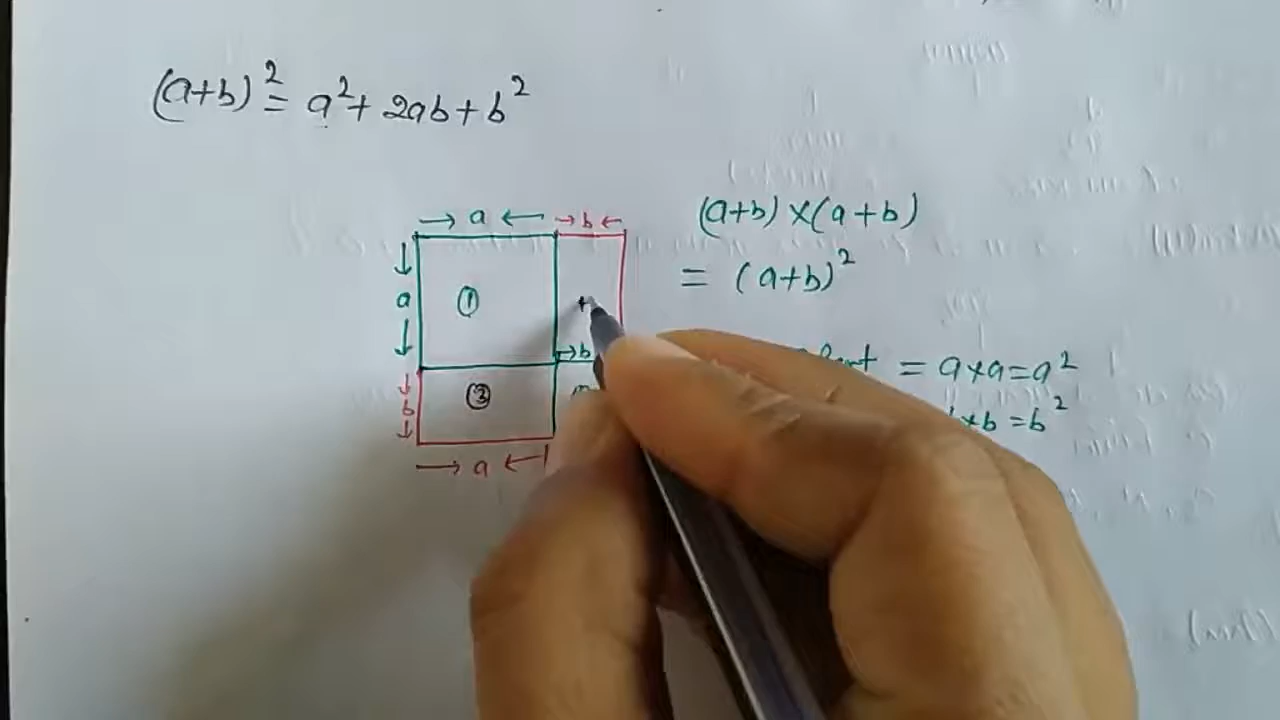 (a+b)² = a² + 2ab + b²
→ a ← → b ←
(a+b) × (a+b)
= (a+b)²
a
①
→ b
= a×a = a²
b
③
×b = b²
→ a ←